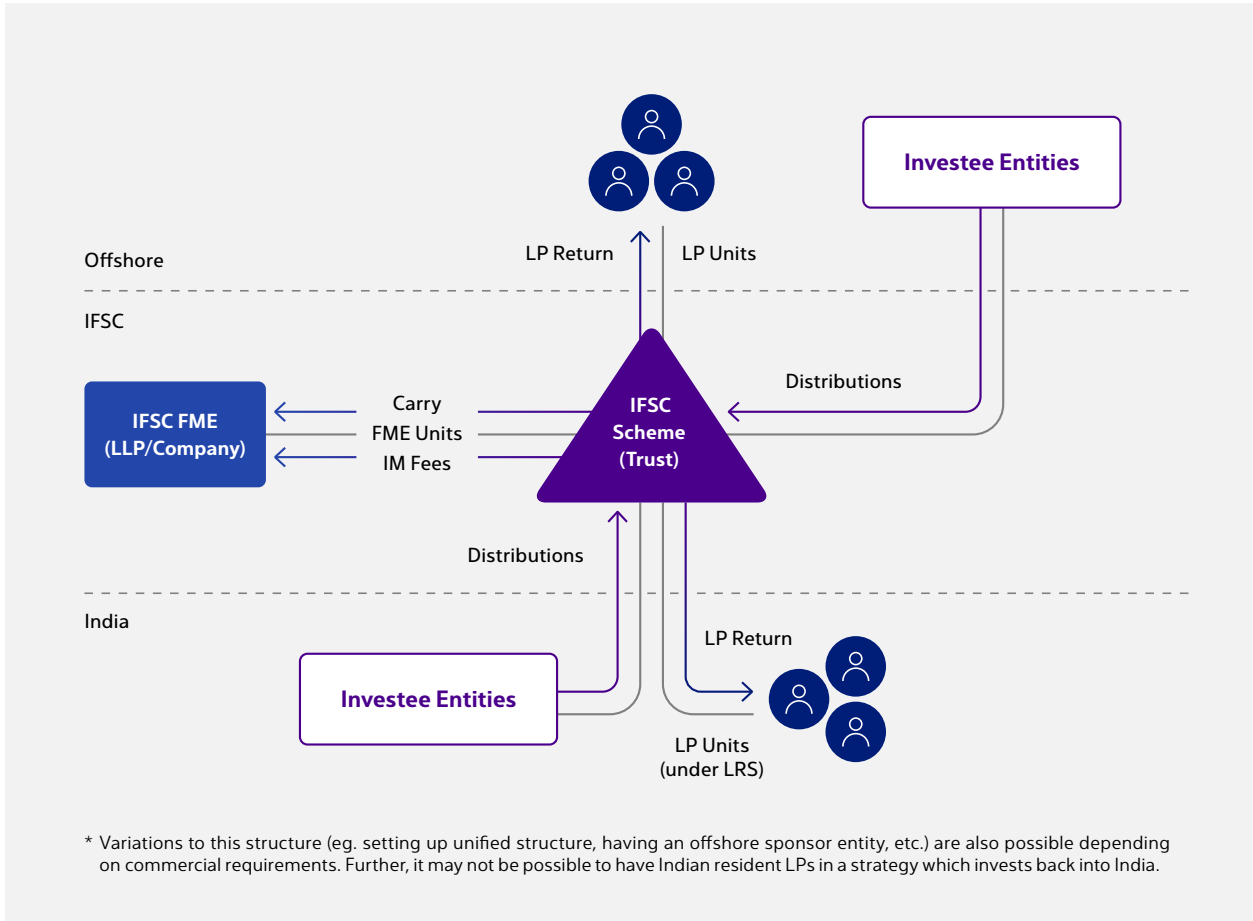 Investee Entities
LP Return
LP Units
Offshore
IFSC
Distributions
IFSC FME
(LLP/Company)
Carry
FME Units
IM Fees
IFSC
Scheme
(Trust)
Distributions
India
LP Return
Investee Entities
LP Units
(under LRS)
* Variations to this structure (eg. setting up unified structure, having an offshore sponsor entity, etc.) are also possible depending
on commercial requirements. Further, it may not be possible to have Indian resident LPs in a strategy which invests back into India.